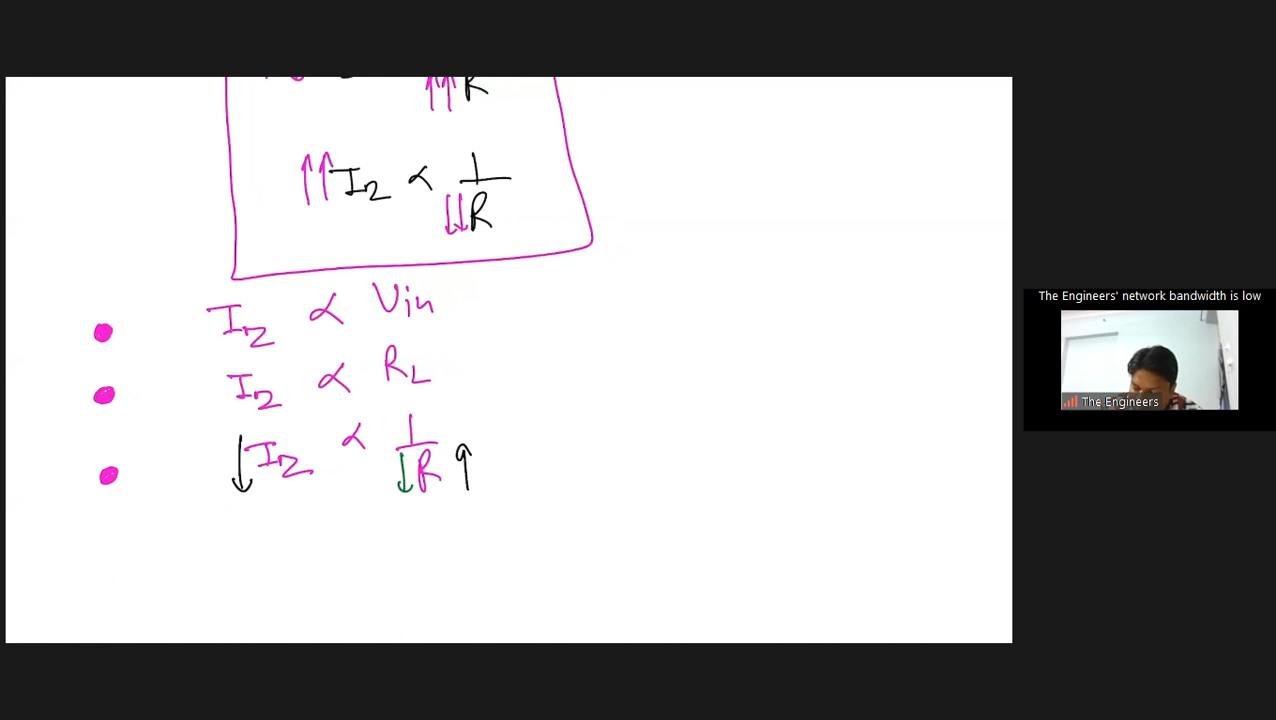 ↑↑R
↑↑I2 ∝ 1/↓↓R
I2 ∝ Vin
I2 ∝ RL
↓I2 ∝ 1/↓R ↑
The Engineers' network bandwidth is low
The Engineers